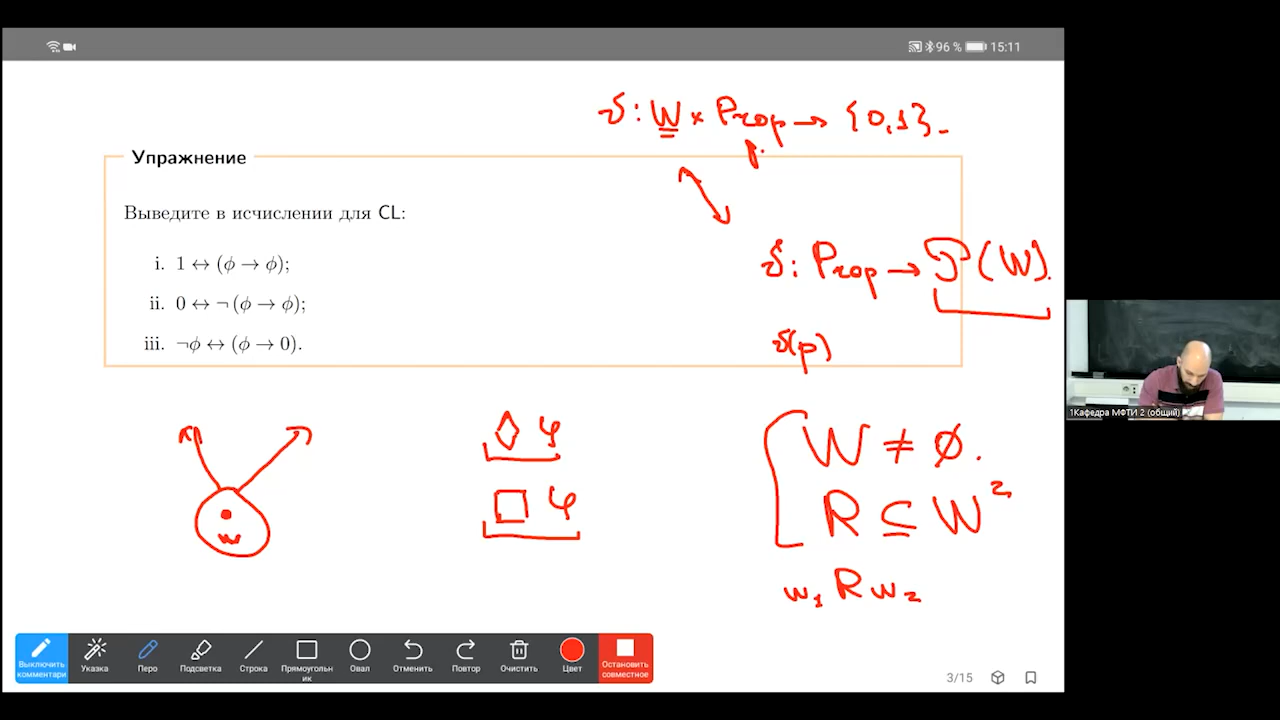 96 % 15:11
ϑ: W × Prop → {0,1}.
p.
Упражнение
Выведите в исчислении для CL:
i. 1 ↔ (ϕ → ϕ);
ii. 0 ↔ ¬ (ϕ → ϕ);
iii. ¬ϕ ↔ (ϕ → 0).
ϑ: Prop → P(W).
ϑ(p)
◊ φ
□ φ
w
W ≠ ∅.
R ⊆ W²
w₁ R w₂
1Кафедра МФТИ 2 (общий)
Выключить комментари
Указка
Перо
Подсветка
Строка
Прямоугольник
Овал
Отменить
Повтор
Очистить
Цвет
Остановить совместное
3/15